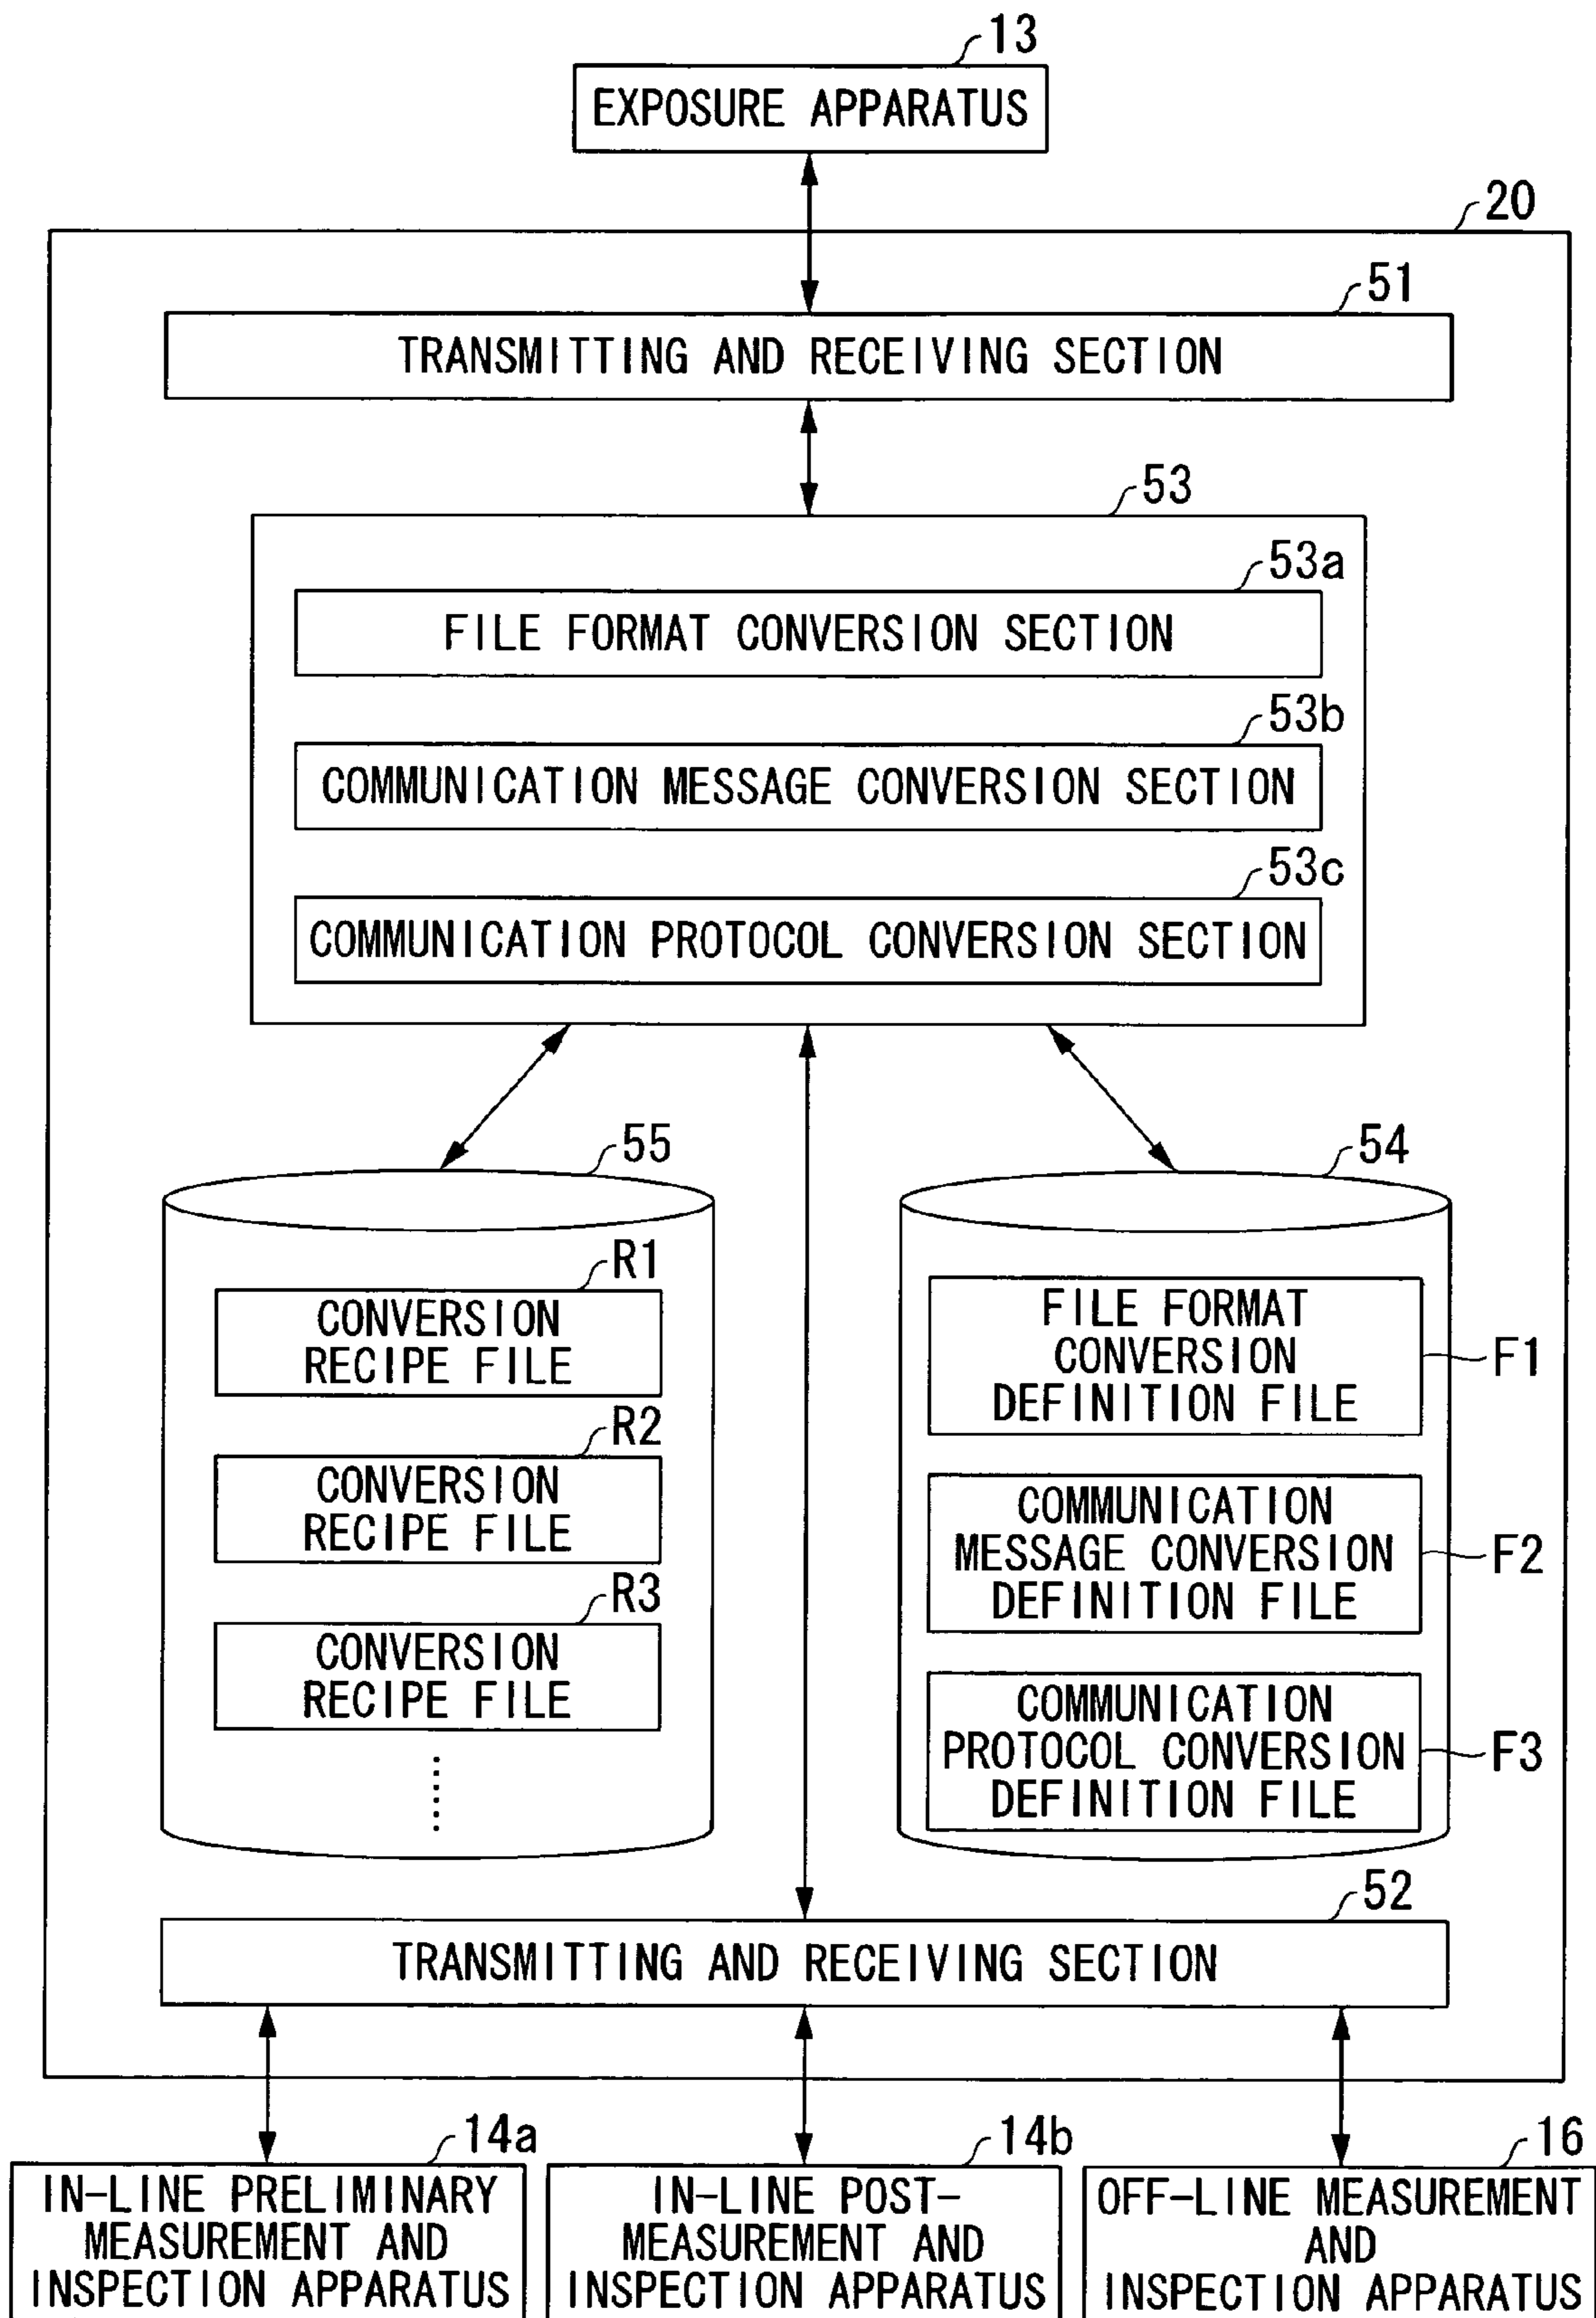 13
EXPOSURE APPARATUS
20
51
TRANSMITTING AND RECEIVING SECTION
53
53a
FILE FORMAT CONVERSION SECTION
53b
COMMUNICATION MESSAGE CONVERSION SECTION
53c
COMMUNICATION PROTOCOL CONVERSION SECTION
55
R1
CONVERSION
RECIPE FILE
R2
CONVERSION
RECIPE FILE
R3
CONVERSION
RECIPE FILE
54
FILE FORMAT
CONVERSION
DEFINITION FILE
F1
COMMUNICATION
MESSAGE CONVERSION
DEFINITION FILE
F2
COMMUNICATION
PROTOCOL CONVERSION
DEFINITION FILE
F3
52
TRANSMITTING AND RECEIVING SECTION
14a
IN-LINE PRELIMINARY
MEASUREMENT AND
INSPECTION APPARATUS
14b
IN-LINE POST-
MEASUREMENT AND
INSPECTION APPARATUS
16
OFF-LINE MEASUREMENT
AND
INSPECTION APPARATUS